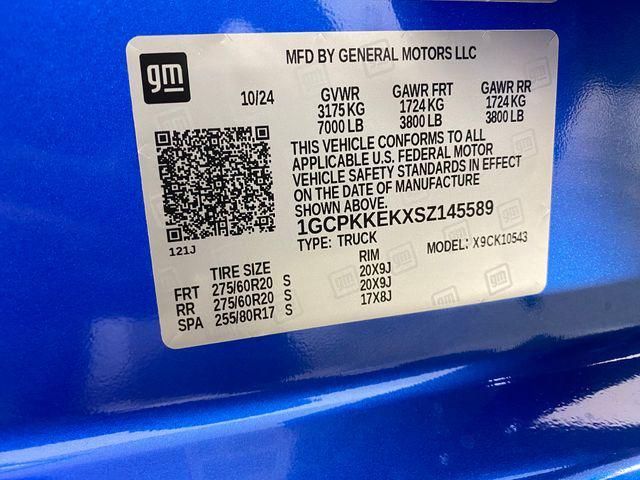 gm
MFD BY GENERAL MOTORS LLC
10/24
GVWR GAWR FRT GAWR RR
3175 KG 1724 KG 1724 KG
7000 LB 3800 LB 3800 LB
THIS VEHICLE CONFORMS TO ALL
APPLICABLE U.S. FEDERAL MOTOR
VEHICLE SAFETY STANDARDS IN EFFECT
ON THE DATE OF MANUFACTURE
SHOWN ABOVE.
1GCPKKEKXSZ145589
121J
TYPE: TRUCK MODEL: X9CK10543
TIRE SIZE RIM
FRT 275/60R20 S 20X9J
RR 275/60R20 S 20X9J
SPA 255/80R17 S 17X8J